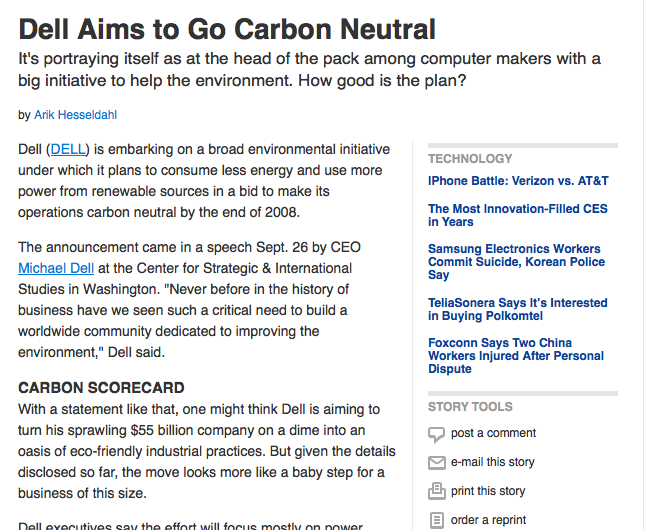 Dell Aims to Go Carbon Neutral
It's portraying itself as at the head of the pack among computer makers with a
big initiative to help the environment. How good is the plan?
by Arik Hesseldahl
Dell (DELL) is embarking on a broad environmental initiative
under which it plans to consume less energy and use more
power from renewable sources in a bid to make its
operations carbon neutral by the end of 2008.
The announcement came in a speech Sept. 26 by CEO
Michael Dell at the Center for Strategic & International
Studies in Washington. "Never before in the history of
business have we seen such a critical need to build a
worldwide community dedicated to improving the
environment," Dell said.
CARBON SCORECARD
With a statement like that, one might think Dell is aiming to
turn his sprawling $55 billion company on a dime into an
oasis of eco-friendly industrial practices. But given the details
disclosed so far, the move looks more like a baby step for a
business of this size.
Dell executives say the effort will focus mostly on power
TECHNOLOGY
IPhone Battle: Verizon vs. AT&T
The Most Innovation-Filled CES
in Years
Samsung Electronics Workers
Commit Suicide, Korean Police
Say
TeliaSonera Says It's Interested
in Buying Polkomtel
Foxconn Says Two China
Workers Injured After Personal
Dispute
STORY TOOLS
post a comment
e-mail this story
print this story
order a reprint